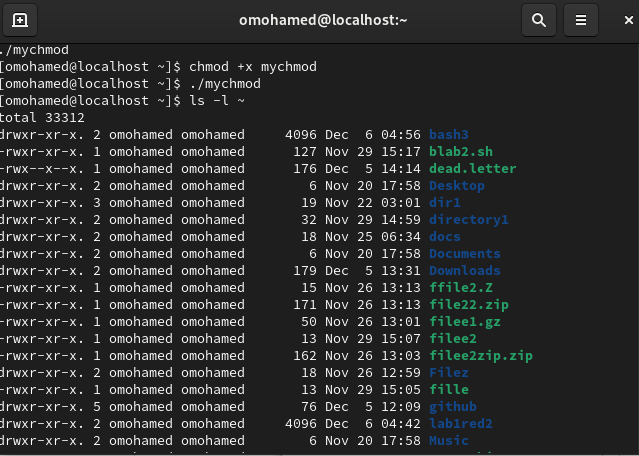 omohamed@localhost:~
./mychmod
[omohamed@localhost ~]$ chmod +x mychmod
[omohamed@localhost ~]$ ./mychmod
[omohamed@localhost ~]$ ls -l ~
total 33312
drwxr-xr-x. 2 omohamed omohamed     4096 Dec  6 04:56 bash3
-rwxr-xr-x. 1 omohamed omohamed      127 Nov 29 15:17 blab2.sh
-rwx--x--x. 1 omohamed omohamed      176 Dec  5 14:14 dead.letter
drwxr-xr-x. 2 omohamed omohamed        6 Nov 20 17:58 Desktop
drwxr-xr-x. 3 omohamed omohamed       19 Nov 22 03:01 dir1
drwxr-xr-x. 2 omohamed omohamed       32 Nov 29 14:59 directory1
drwxr-xr-x. 2 omohamed omohamed       18 Nov 25 06:34 docs
drwxr-xr-x. 2 omohamed omohamed        6 Nov 20 17:58 Documents
drwxr-xr-x. 2 omohamed omohamed      179 Dec  5 13:31 Downloads
-rwxr-xr-x. 1 omohamed omohamed       15 Nov 26 13:13 ffile2.Z
-rwxr-xr-x. 1 omohamed omohamed      171 Nov 26 13:13 file22.zip
-rwxr-xr-x. 1 omohamed omohamed       50 Nov 26 13:01 filee1.gz
-rwxr-xr-x. 1 omohamed omohamed       13 Nov 29 15:07 filee2
-rwxr-xr-x. 1 omohamed omohamed      162 Nov 26 13:03 filee2zip.zip
drwxr-xr-x. 2 omohamed omohamed       18 Nov 26 12:59 Filez
-rwxr-xr-x. 1 omohamed omohamed       13 Nov 29 15:05 fille
drwxr-xr-x. 5 omohamed omohamed       76 Dec  5 12:09 github
drwxr-xr-x. 2 omohamed omohamed     4096 Dec  6 04:42 lab1red2
drwxr-xr-x. 2 omohamed omohamed        6 Nov 20 17:58 Music